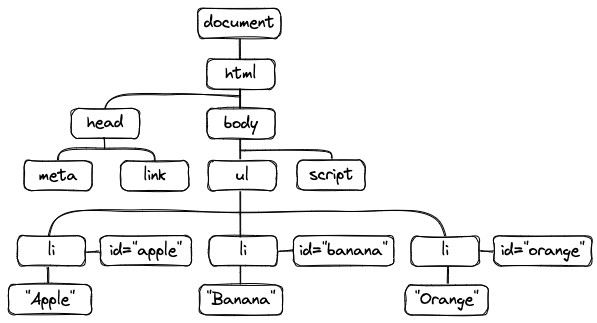 document
html
head
body
meta
link
ul
script
li
id="apple"
li
id="banana"
li
id="orange"
"Apple"
"Banana"
"Orange"